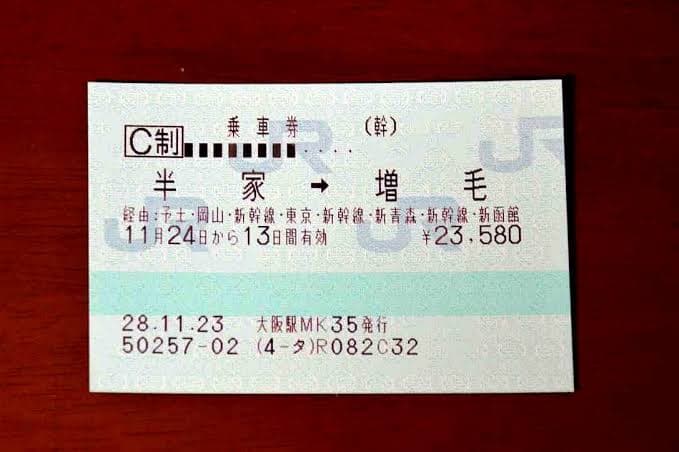 乗車券 (幹)
C制
半家 → 増毛
経由:予土・岡山・新幹線・東京・新幹線・新青森・新幹線・新函館
11月24日から13日間有効 ¥23,580
28.11.23 大阪駅MK35発行
50257-02 (4-タ)R082C32